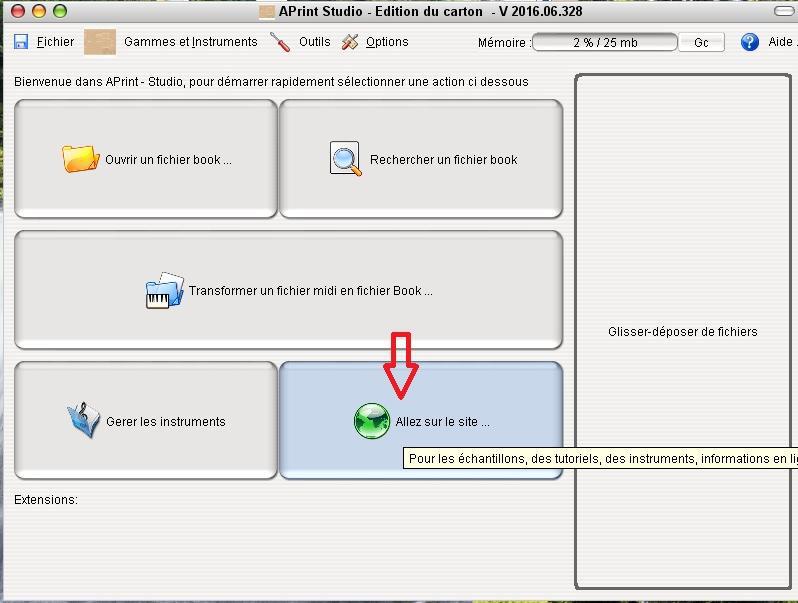 APrint Studio - Edition du carton - V 2016.06.328
Fichier Gammes et Instruments Outils Options Mémoire : 2 % / 25 mb Gc Aide
Bienvenue dans APrint - Studio, pour démarrer rapidement sélectionner une action ci dessous
Ouvrir un fichier book ... Rechercher un fichier book
Transformer un fichier midi en fichier Book ...
Glisser-déposer de fichiers
Gerer les instruments Allez sur le site ...
Pour les échantillons, des tutoriels, des instruments, informations en
Extensions: